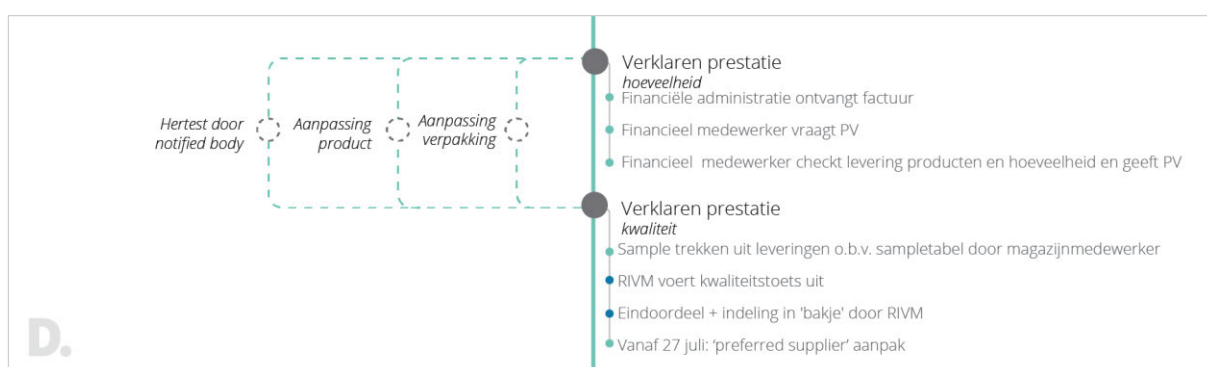 Verklaren prestatie
hoeveelheid
Financiële administratie ontvangt factuur
Financieel medewerker vraagt PV
Financieel medewerker checkt levering producten en hoeveelheid en geeft PV
Hertest door
notified body
Aanpassing
product
Aanpassing
verpakking
Verklaren prestatie
kwaliteit
Sample trekken uit leveringen o.b.v. sampletabel door magazijnmedewerker
RIVM voert kwaliteitstoets uit
Eindoordeel + indeling in 'bakje' door RIVM
Vanaf 27 juli: ‘preferred supplier’ aanpak
D.